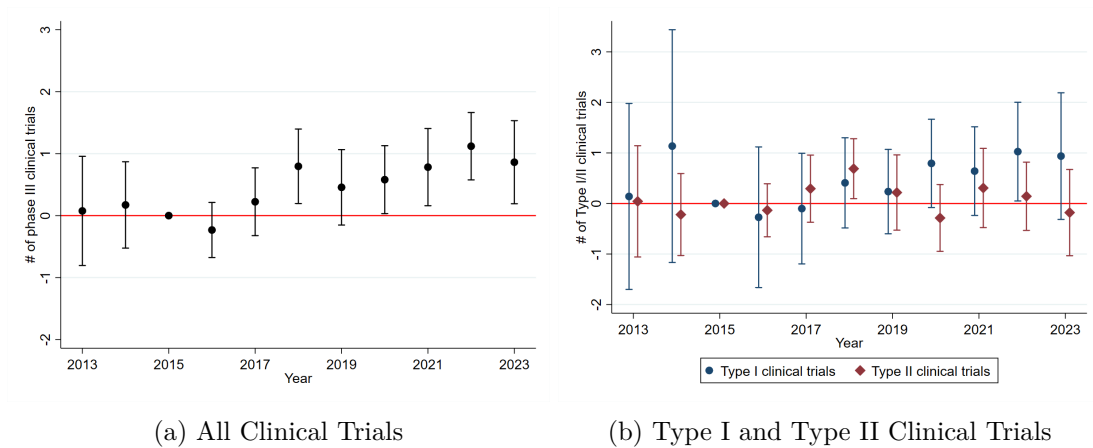 # of phase III clinical trials
3
2
1
0
-1
-2
2013 2015 2017 2019 2021 2023
Year
(a) All Clinical Trials
# of Type I/II clinical trials
3
2
1
0
-1
-2
2013 2015 2017 2019 2021 2023
Year
Type I clinical trials Type II clinical trials
(b) Type I and Type II Clinical Trials